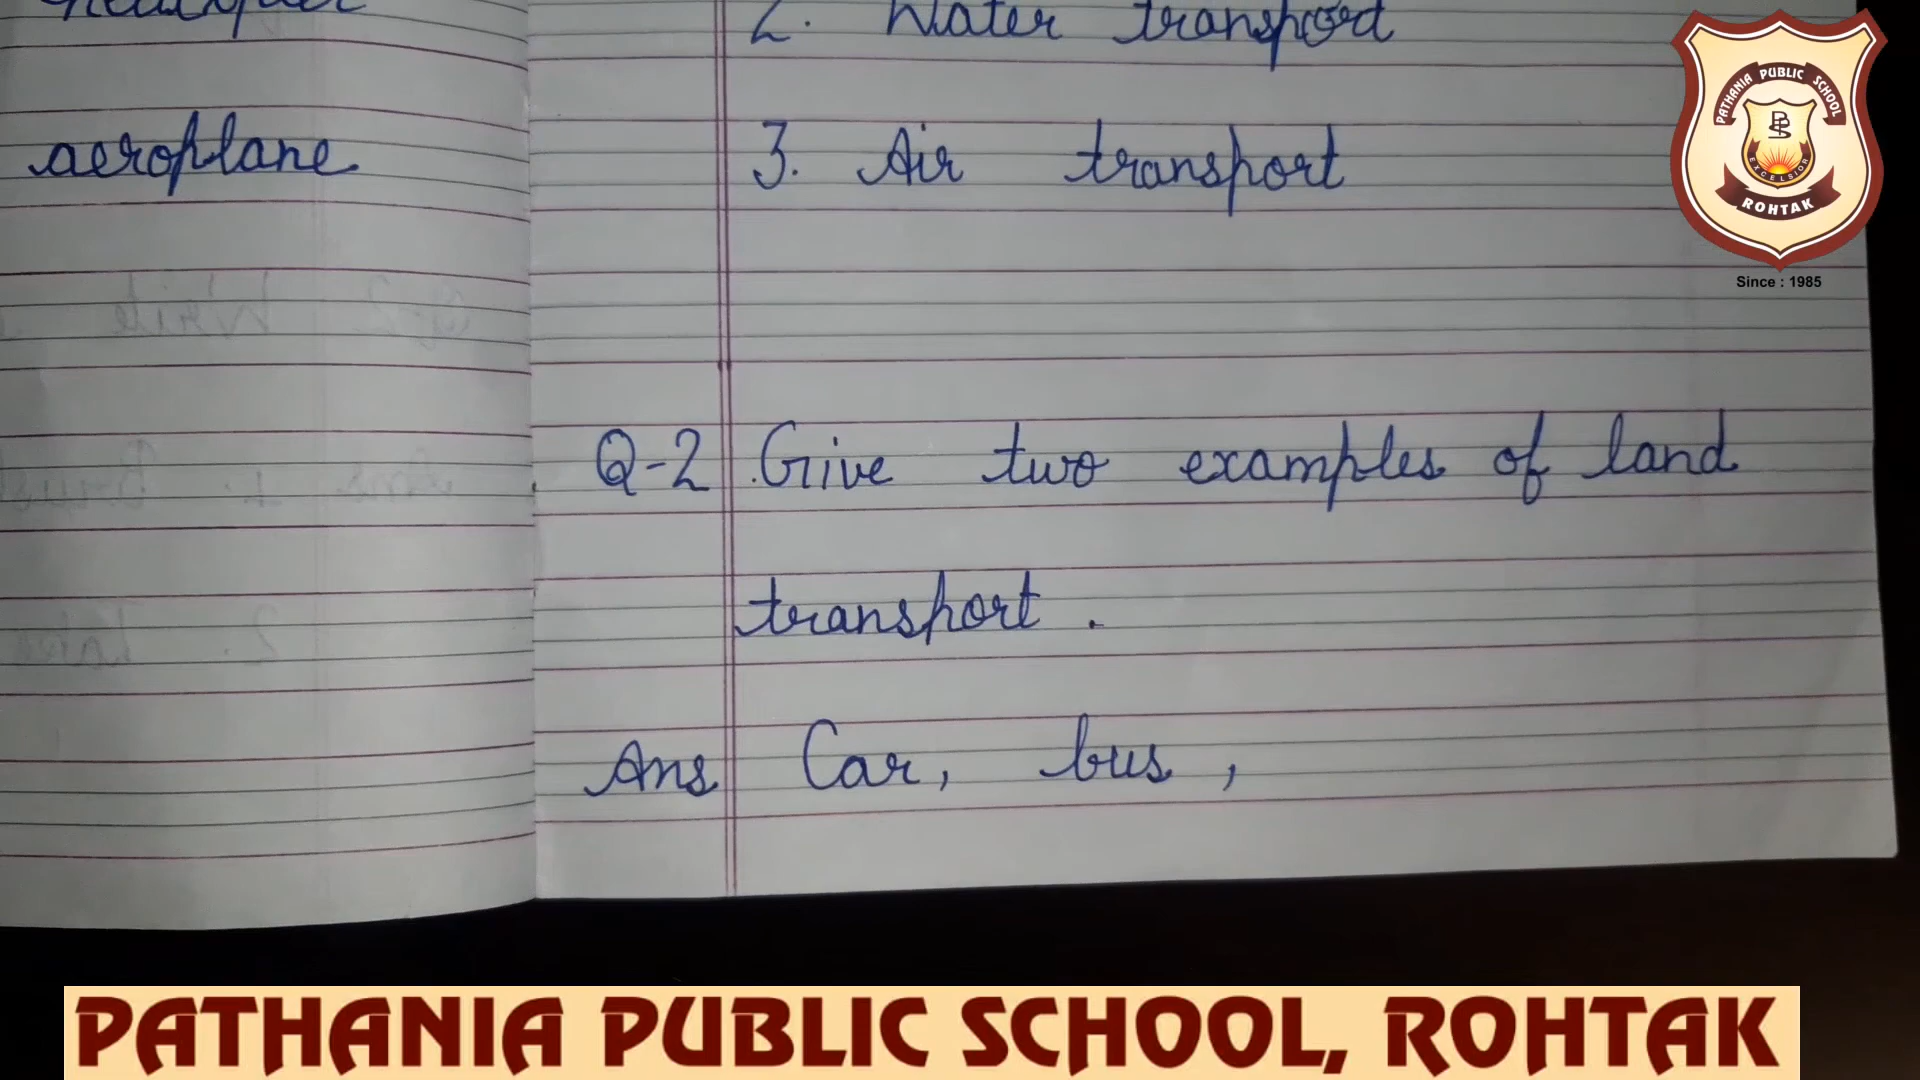 2. Water transport
aeroplane
3. Air transport
Q-2 Give two examples of land
transport.
Ans Car, bus,
PATHANIA PUBLIC SCHOOL
EXCELSIOR
ROHTAK
Since : 1985
PATHANIA PUBLIC SCHOOL, ROHTAK